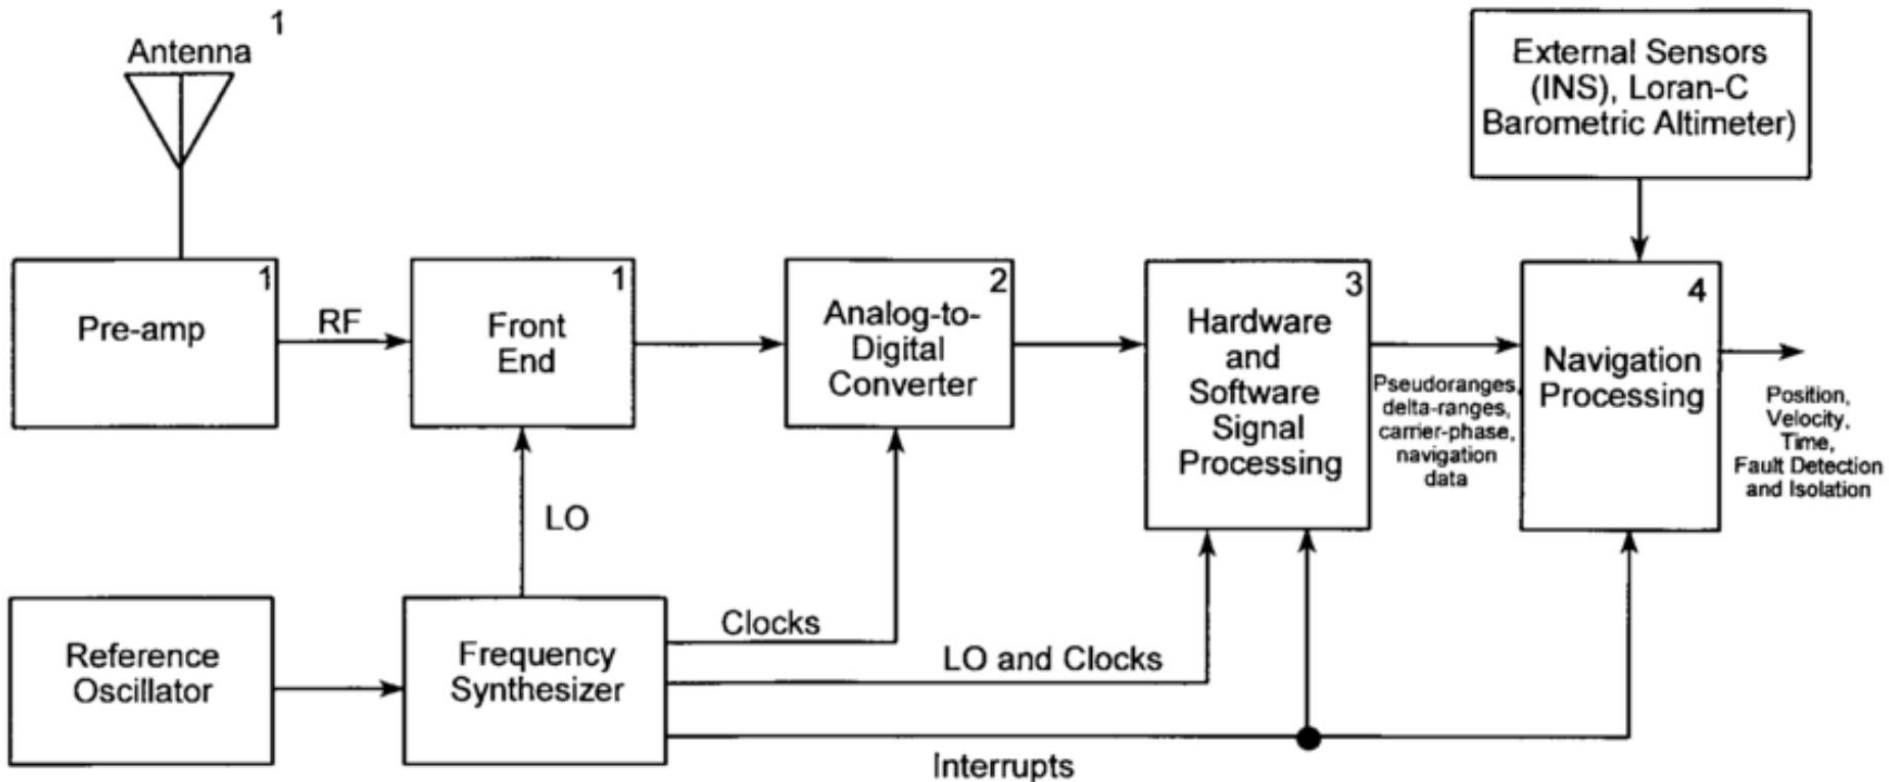 1
Antenna
External Sensors
(INS), Loran-C
Barometric Altimeter)
1
Pre-amp
RF
1
Front
End
2
Analog-to-
Digital
Converter
3
Hardware
and
Software
Signal
Processing
Pseudoranges,
delta-ranges,
carrier-phase,
navigation
data
4
Navigation
Processing
Position,
Velocity,
Time,
Fault Detection
and Isolation
LO
Reference
Oscillator
Frequency
Synthesizer
Clocks
LO and Clocks
Interrupts